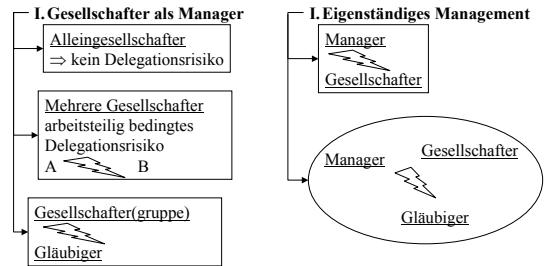 I. Gesellschafter als Manager
Alleingesellschafter
⇒ kein Delegationsrisiko
Mehrere Gesellschafter
arbeitsteilig bedingtes
Delegationsrisiko
A B
Gesellschafter(gruppe)
Gläubiger
I. Eigenständiges Management
Manager
Gesellschafter
Manager
Gesellschafter
Gläubiger